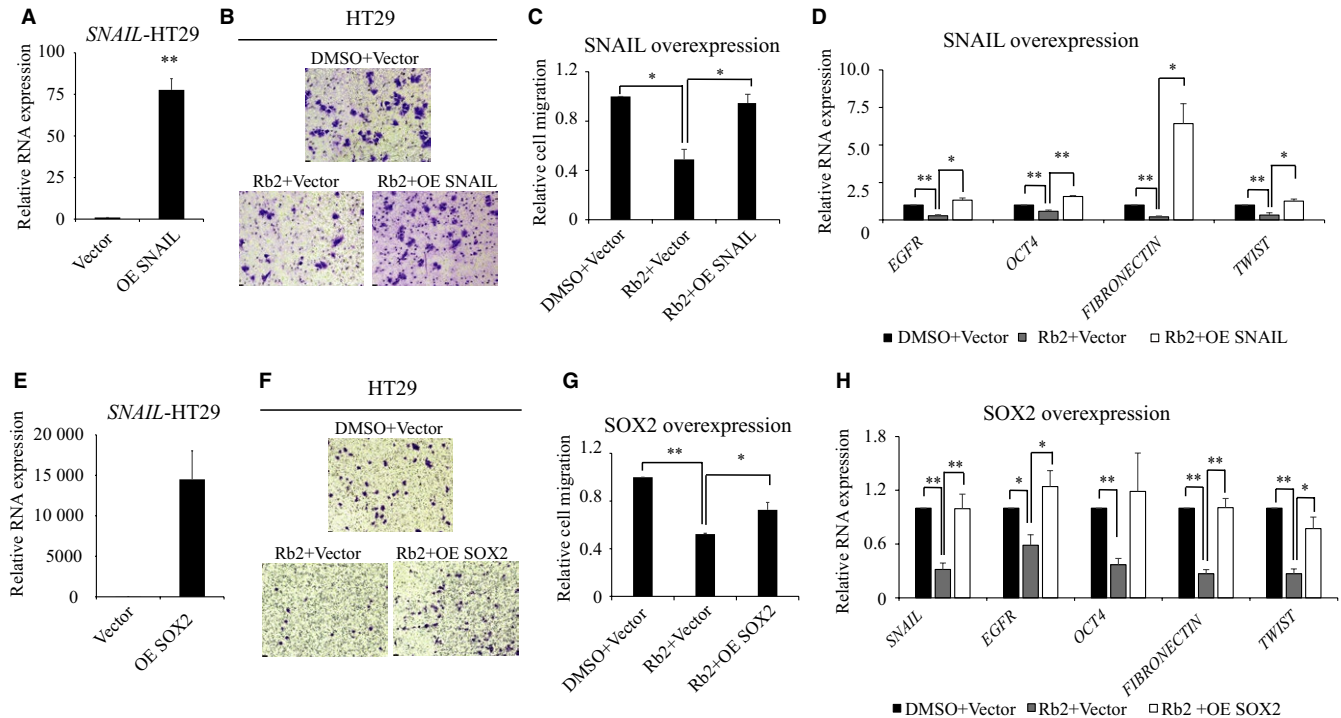 A
SNAIL-HT29
Relative RNA expression
100
75
50
25
0
**
Vector
OE SNAIL
B
HT29
DMSO+Vector
Rb2+Vector
Rb2+OE SNAIL
C
SNAIL overexpression
Relative cell migration
1.2
0.8
0.4
0
*
*
DMSO+Vector
Rb2+Vector
Rb2+OE SNAIL
D
SNAIL overexpression
Relative RNA expression
10.0
7.5
5.0
2.5
0
**
*
**
**
**
*
**
*
EGFR
OCT4
FIBRONECTIN
TWIST
DMSO+Vector
Rb2+Vector
Rb2+OE SNAIL
E
SNAIL-HT29
Relative RNA expression
20 000
15 000
10 000
5000
0
Vector
OE SOX2
F
HT29
DMSO+Vector
Rb2+Vector
Rb2+OE SOX2
G
SOX2 overexpression
Relative cell migration
1.2
0.8
0.4
0
**
*
DMSO+Vector
Rb2+Vector
Rb2+OE SOX2
H
SOX2 overexpression
Relative RNA expression
1.8
1.2
0.6
0
**
**
*
*
**
**
**
**
*
SNAIL
EGFR
OCT4
FIBRONECTIN
TWIST
DMSO+Vector
Rb2+Vector
Rb2 +OE SOX2